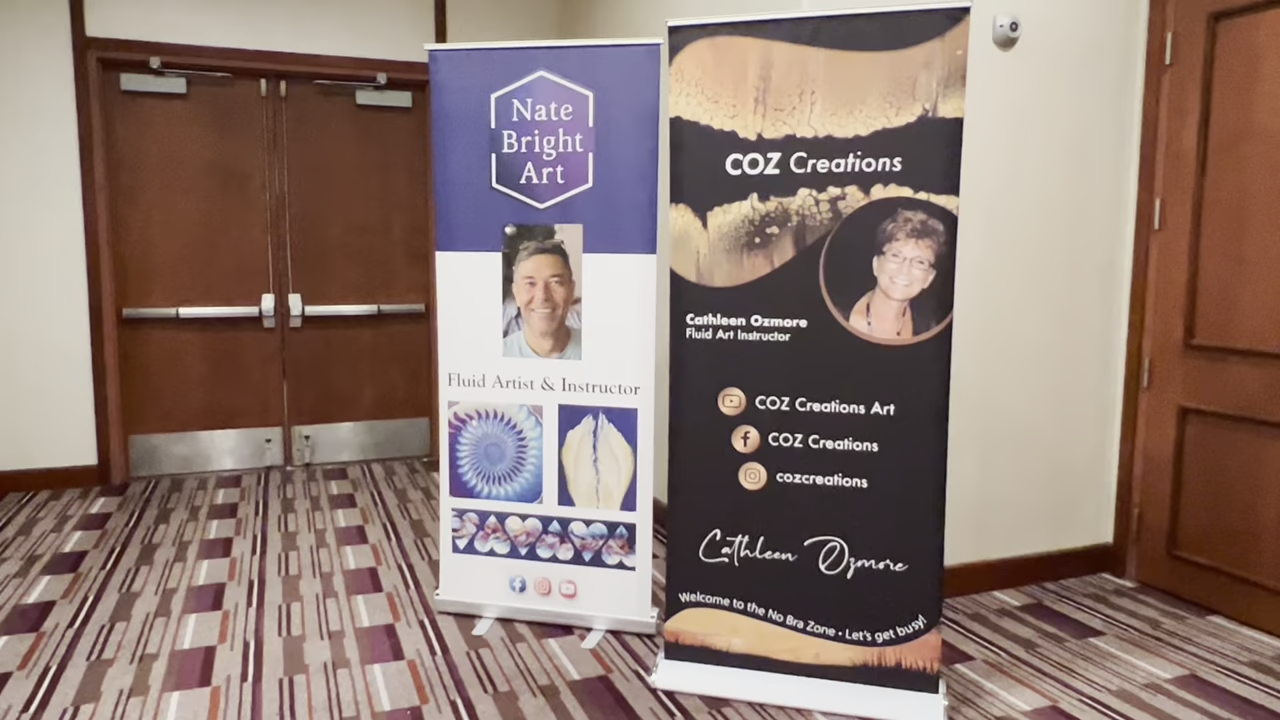 Nate
Bright
Art
Fluid Artist & Instructor
COZ Creations
Cathleen Ozmore
Fluid Art Instructor
COZ Creations Art
COZ Creations
cozcreations
Cathleen Ozmore
Welcome to the No Bra Zone • Let's get busy!